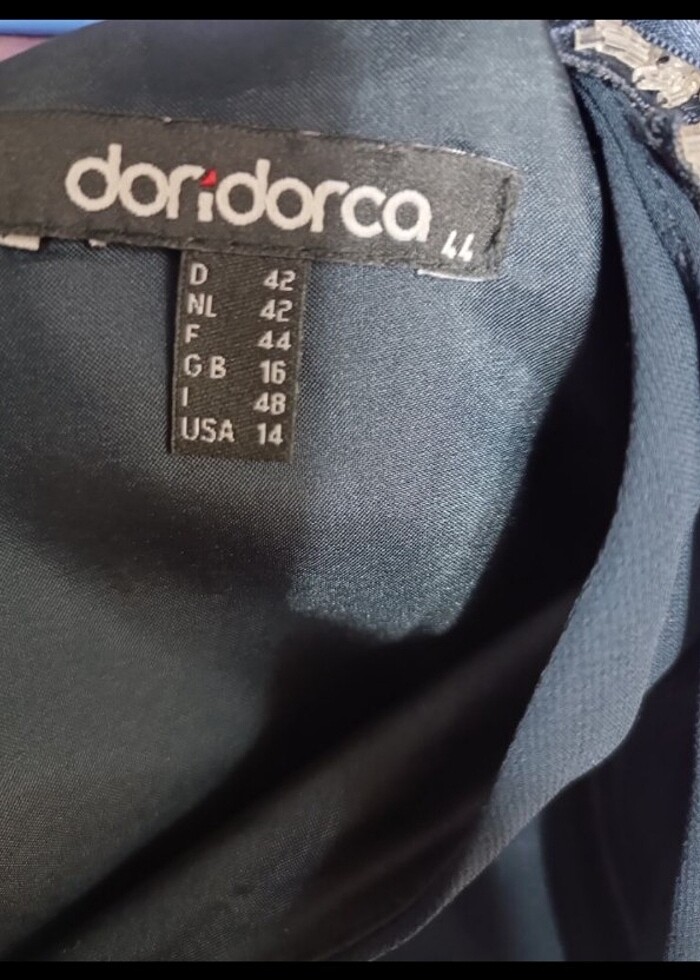 doridorca 44
D 42
NL 42
F 44
GB 16
I 48
USA 14